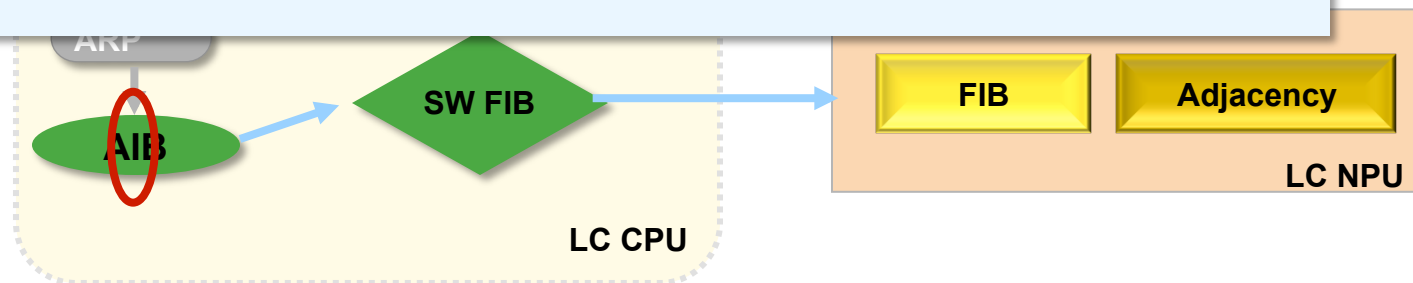 ARP
AIB
SW FIB
LC CPU
FIB
Adjacency
LC NPU